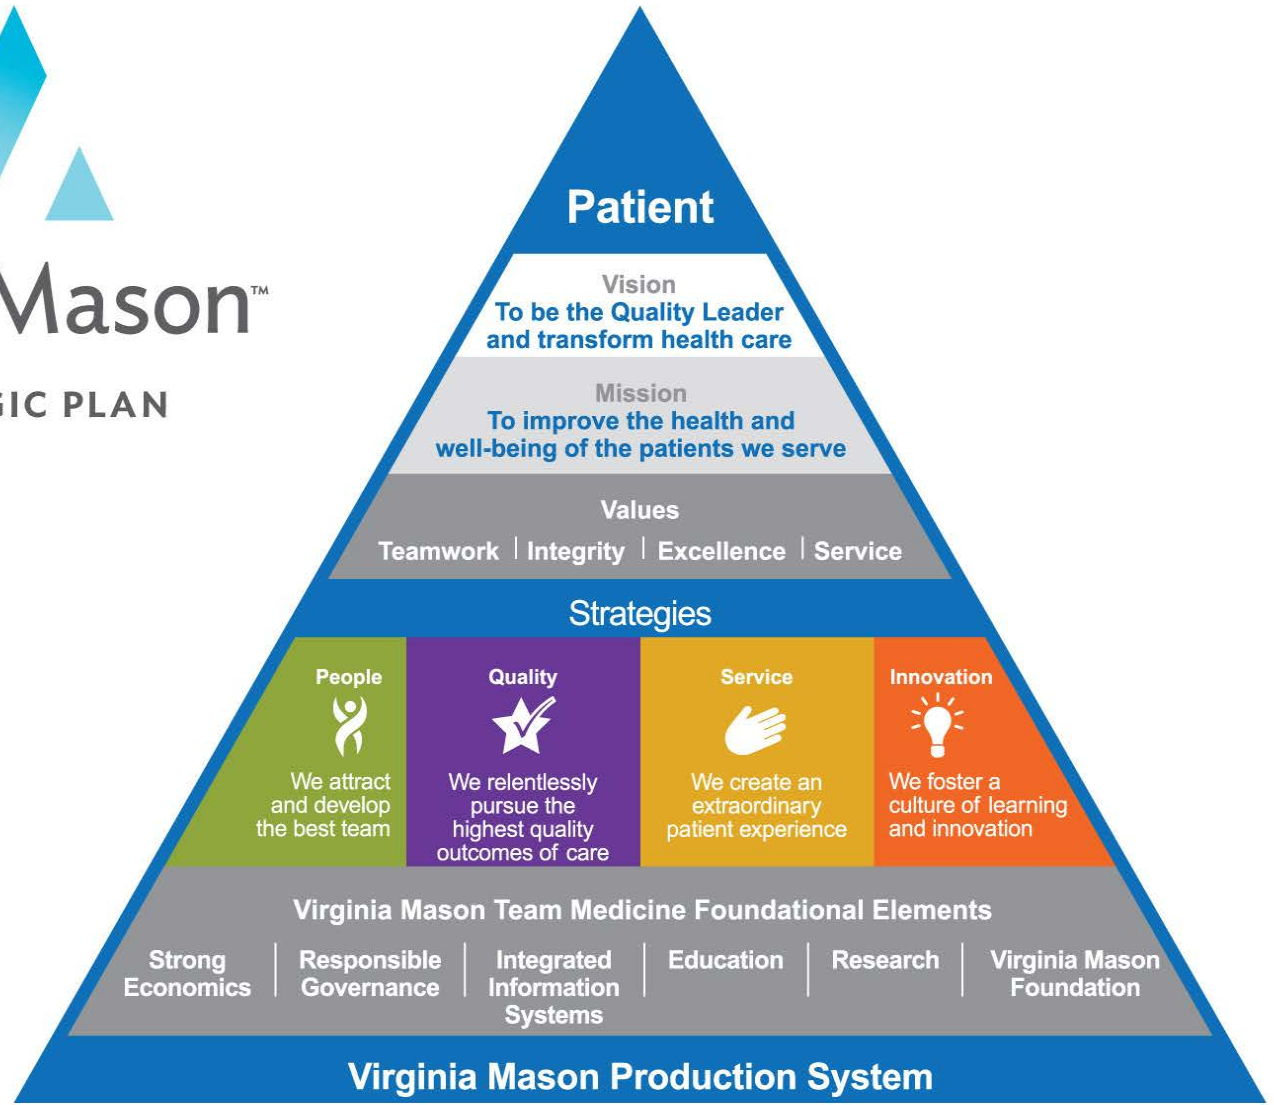 Mason™
GIC PLAN
Patient
Vision
To be the Quality Leader
and transform health care
Mission
To improve the health and
well-being of the patients we serve
Values
Teamwork | Integrity | Excellence | Service
Strategies
People
We attract
and develop
the best team
Quality
We relentlessly
pursue the
highest quality
outcomes of care
Service
We create an
extraordinary
patient experience
Innovation
We foster a
culture of learning
and innovation
Virginia Mason Team Medicine Foundational Elements
Strong
Economics
Responsible
Governance
Integrated
Information
Systems
Education
Research
Virginia Mason
Foundation
Virginia Mason Production System